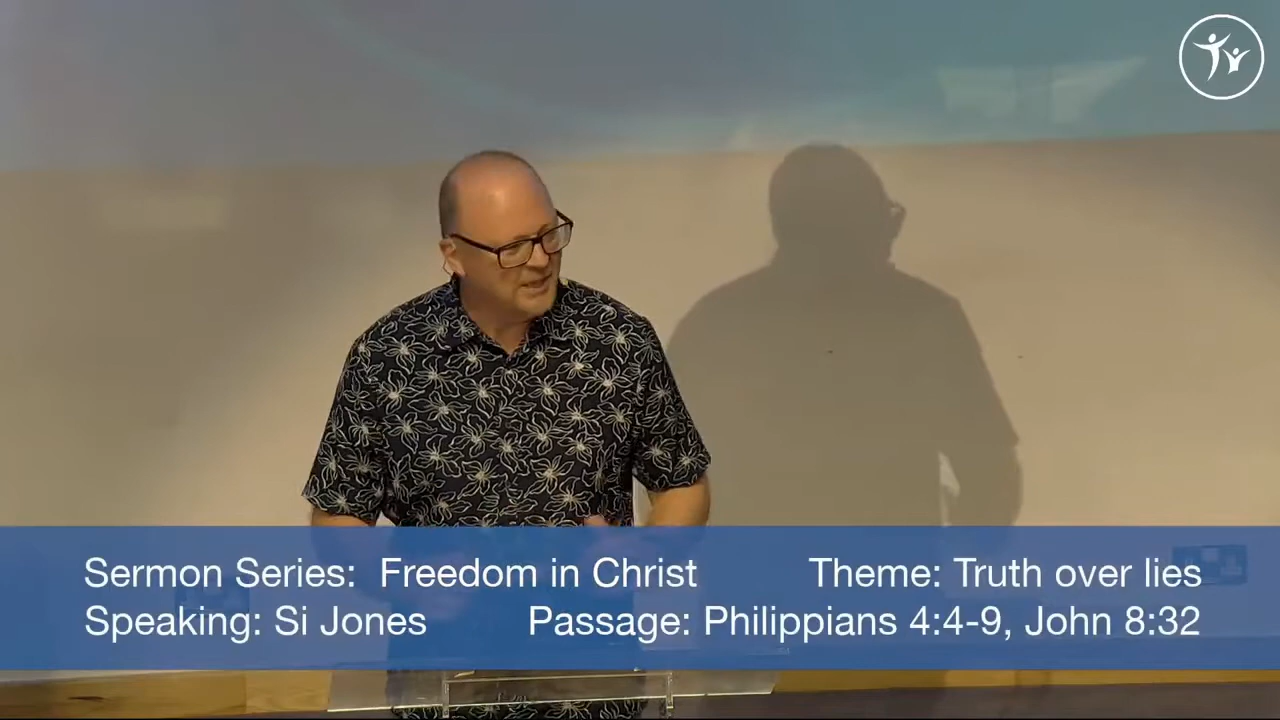 Sermon Series: Freedom in Christ Theme: Truth over lies
Speaking: Si Jones Passage: Philippians 4:4-9, John 8:32